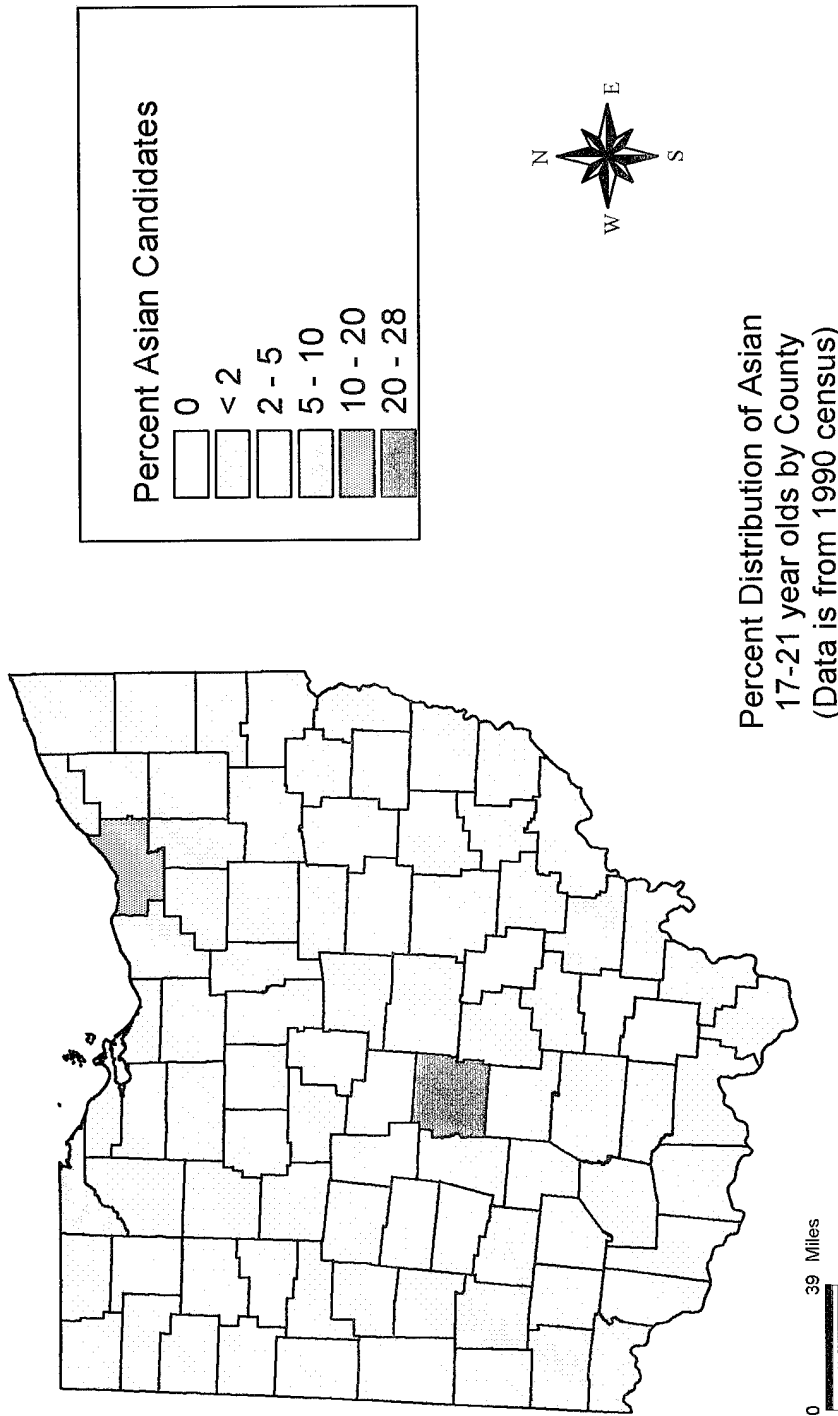 Percent Asian Candidates
0
< 2
2 - 5
5 - 10
10 - 20
20 - 28
N
W
E
S
Percent Distribution of Asian
17-21 year olds by County
(Data is from 1990 census)
0
39 Miles